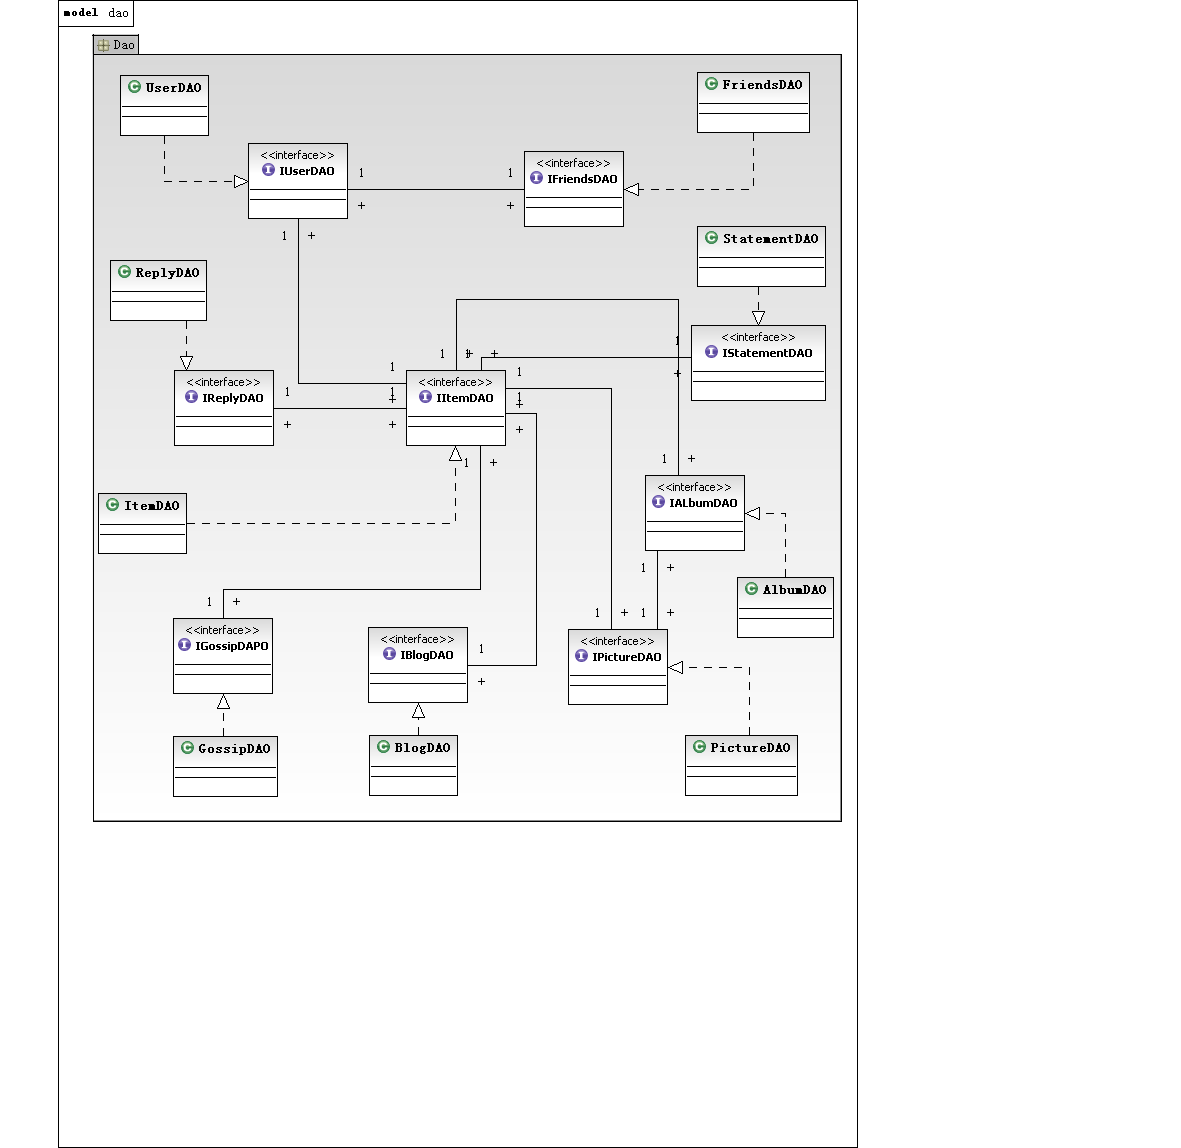 model dao
Dao
UserDAO
FriendsDAO
<<interface>>
IUserDAO
<<interface>>
IFriendsDAO
1
1
+
+
1 +
StatementDAO
ReplyDAO
<<interface>>
IStatementDAO
1
+
1 1 + +
<<interface>>
IReplyDAO
<<interface>>
IItemDAO
1
1
+
1
+
+
1
1
+
+
1 +
1 +
<<interface>>
IALbumDAO
ItemDAO
1 +
AlbumDAO
1 +
1 + 1 +
<<interface>>
IGossipDAPO
<<interface>>
IBlogDAO
1
+
<<interface>>
IPictureDAO
GossipDAO
BlogDAO
PictureDAO